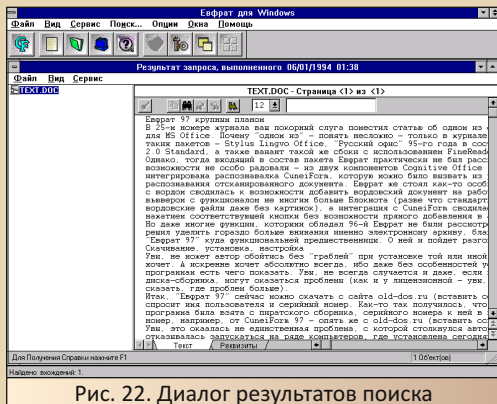 Евфрат для Windows
Файл Вид Сервис Поиск... Опции Окна Помощь
Результат запроса, выполненного 06/01/1994 01:38
Файл Вид Сервис
TEXT.DOC
TEXT.DOC - Страница <1> из <1>
12
Евфрат 97 крупным планом
В 25-м номере журнала ваш покорный слуга поместил статью об одном из
для MS Office. Почему "одном из" - понять несложно - только в журнале
таких пакетов - Stylus Lingvo Office, "Русский офис" 95-го года в сос
2.0 Standard, а также вариант такой же сбоки с использованием FineReade
Однако, тогда входящий в состав пакета Евфрат практически не был расс
возможности не особо радовали - из двух компонентов Cognitive Office
интегрирована распознавалка CuneiForm, которую можно было вызвать из
распознавания отсканированного документа. Евфрат же стоял как-то особ
с вордом сводилась к возможности добавить вордовский документ на рабо
вьювером с функционалом не многим больше Блокнота (разве что стандарт
вордовские файлы даже без картинок), а интеграция с CuneiForm сводила
нажатием соответствующей кнопки без возможности прямого добавления в
Но даже многие функции, которыми обладал 96-й Евфрат не были рассмотре
решил уделить гораздо больше внимания именно электронному архиву, бла
"Евфрат 97" куда функциональней предшественницы. О ней и пойдет разго
Скачивание, установка, настройка
Увы, не может автор обойтись без "граблей" при установке той или иной
хочет. А искренне хочет абсолютно всегда, ибо даже без особенностей у
программ есть чего показать. Увы, не всегда случается и даже, если
диска-сборника, могут оказаться проблемы (как и у лицензионной - увы,
сказать, где проблем больше).
Итак, "Евфрат 97" сейчас можно скачать с сайта old-dos.ru (вставить с
спросит имя пользователя и серийный номер. Как-то так получилось, что
программа была взята с пиратского сборника, серийного номера к ней в
номер, например, от CuneiForm 97 - опять же с old-dos.ru (вставить сс
Увы, это оказалась не единственная проблема, с которой столкнулся авто
отказывалась запускаться на ряде компьютеров, где установлена сегодня
Текст Реквизиты
Для Получения Справки нажмите F1
1 Об'ект(ов)
Найдено вхождений: 1.
Рис. 22. Диалог результатов поиска